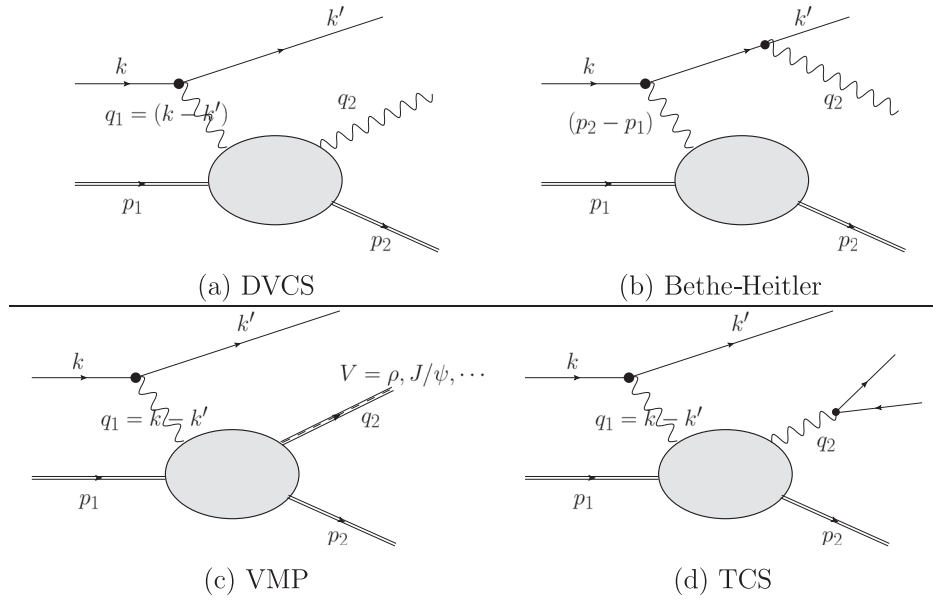 k
k′
q₁ = (k − k′)
q₂
p₁
p₂
(a) DVCS
k
k′
(p₂ − p₁)
q₂
p₁
p₂
(b) Bethe-Heitler
k
k′
q₁ = k − k′
V = ρ, J/ψ, ⋯
q₂
p₁
p₂
(c) VMP
k
k′
q₁ = k − k′
q₂
p₁
p₂
(d) TCS